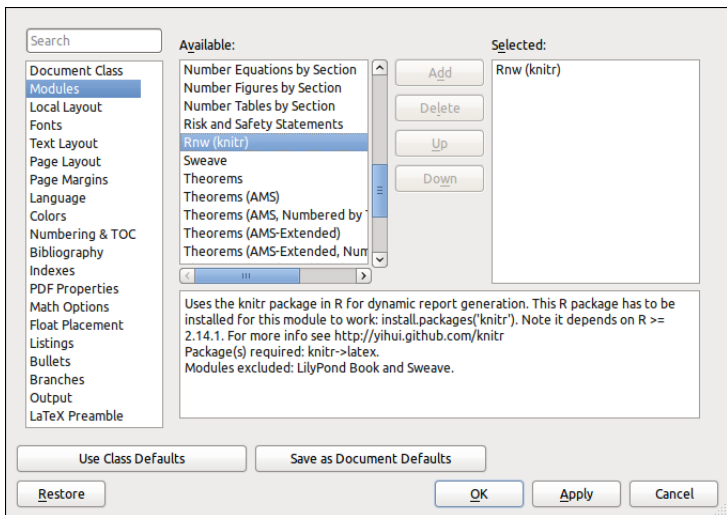 Search
Document Class
Modules
Local Layout
Fonts
Text Layout
Page Layout
Page Margins
Language
Colors
Numbering & TOC
Bibliography
Indexes
PDF Properties
Math Options
Float Placement
Listings
Bullets
Branches
Output
LaTeX Preamble
Available:
Number Equations by Section
Number Figures by Section
Number Tables by Section
Risk and Safety Statements
Rnw (knitr)
Sweave
Theorems
Theorems (AMS)
Theorems (AMS, Numbered by
Theorems (AMS-Extended)
Theorems (AMS-Extended, Num
Add
Delete
Up
Down
Selected:
Rnw (knitr)
Uses the knitr package in R for dynamic report generation. This R package has to be
installed for this module to work: install.packages('knitr'). Note it depends on R >=
2.14.1. For more info see http://yihui.github.com/knitr
Package(s) required: knitr->latex.
Modules excluded: LilyPond Book and Sweave.
Use Class Defaults
Save as Document Defaults
Restore
OK
Apply
Cancel